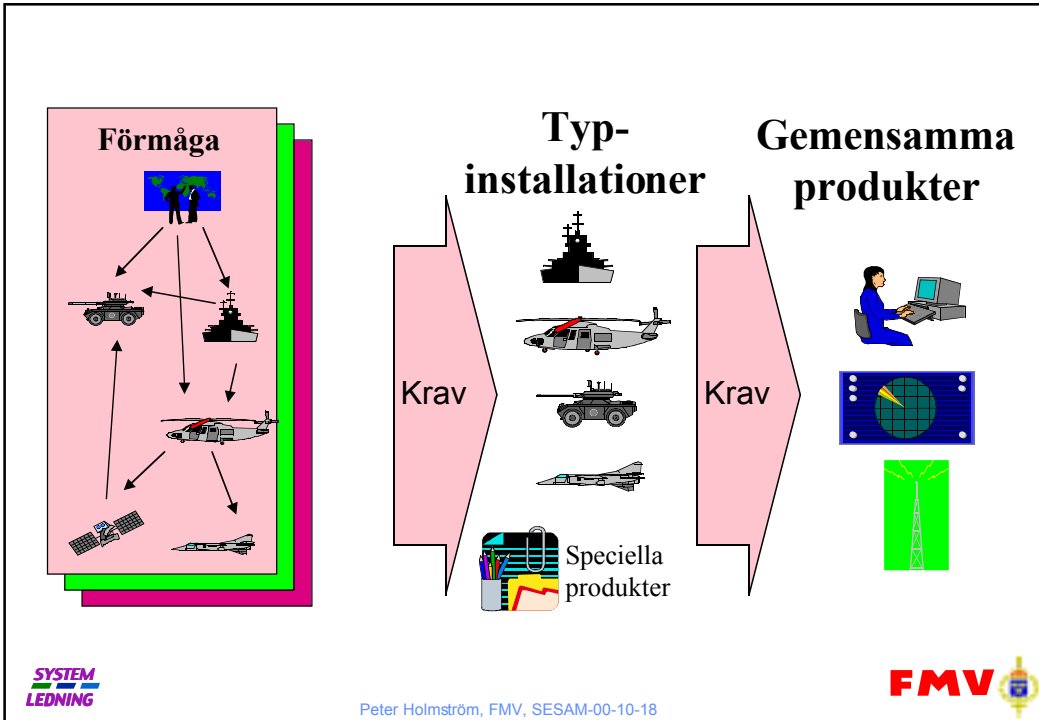 Förmåga
Typ-
installationer
Gemensamma
produkter
Krav
Krav
Speciella
produkter
SYSTEM
LEDNING
Peter Holmström, FMV, SESAM-00-10-18
FMV